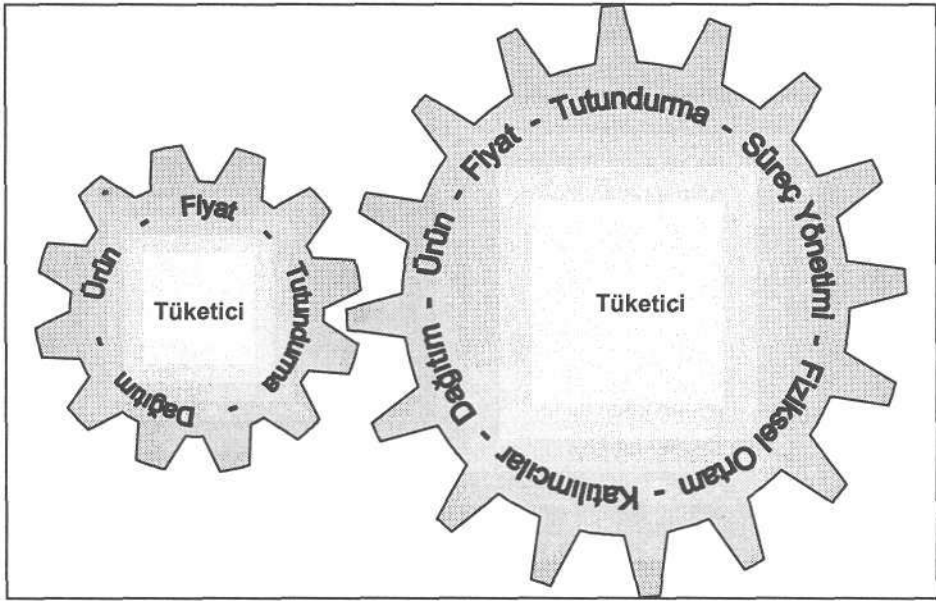 Ürün - Fiyat - Tutundurma - Dağıtım -
Tüketici
Ürün - Fiyat - Tutundurma - Süreç Yönetimi - Fiziksel Ortam - Katılımcılar - Dağıtım -
Tüketici